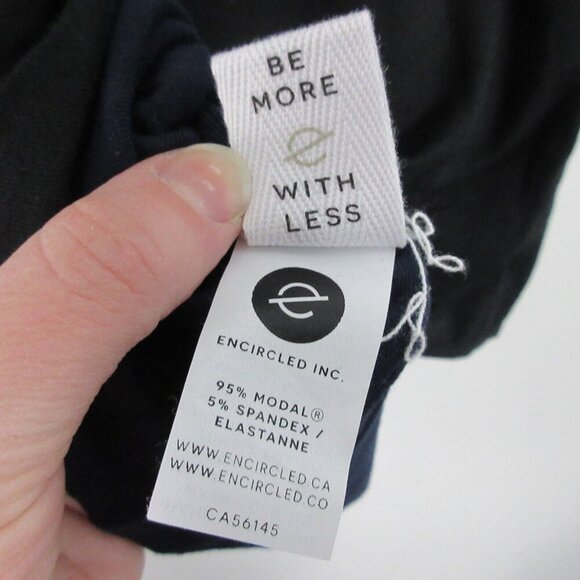 BE
MORE
e
WITH
LESS
e
ENCIRCLED INC.
95% MODAL®
5% SPANDEX /
ELASTANNE
WWW.ENCIRCLED.CA
WWW.ENCIRCLED.CO
CA56145